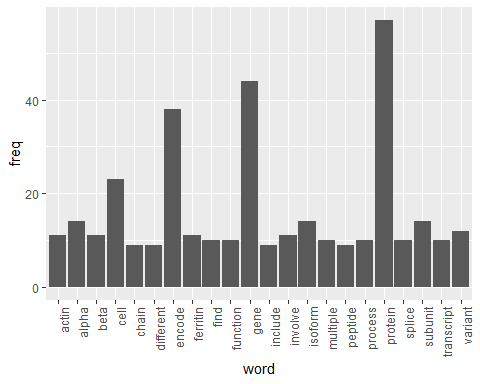 freq
40
20
0
actin
alpha
beta
cell
chain
different
encode
ferritin
find
function
gene
include
involve
isoform
multiple
peptide
process
protein
splice
subunit
transcript
variant
word